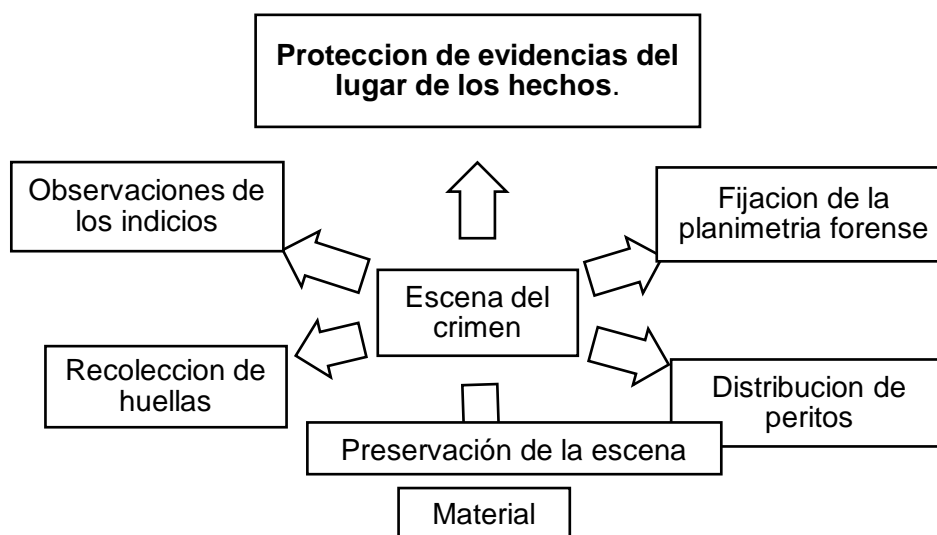 Proteccion de evidencias del
lugar de los hechos.
Observaciones de
los indicios
Fijacion de la
planimetria forense
Escena del
crimen
Recoleccion de
huellas
Distribucion de
peritos
Preservación de la escena
Material